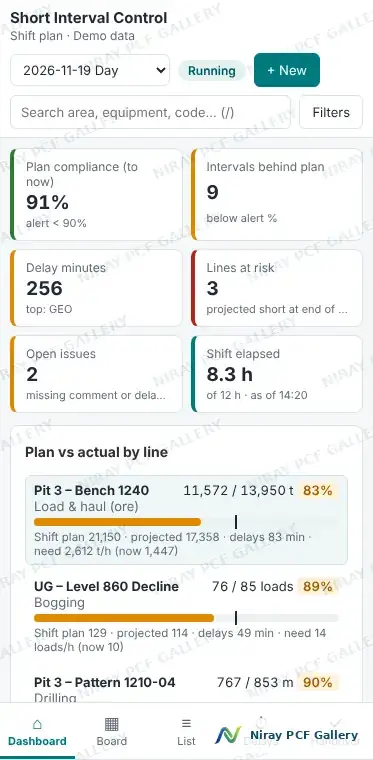 Short Interval Control
Shift plan · Demo data
2026-11-19 Day
Running
+ New
Search area, equipment, code... (/)
Filters
Plan compliance (to
now)
91%
alert < 90%
Intervals behind plan
9
below alert %
Delay minutes
256
top: GEO
Lines at risk
3
projected short at end of ...
Open issues
2
missing comment or dela...
Shift elapsed
8.3 h
of 12 h · as of 14:20
Plan vs actual by line
Pit 3 – Bench 1240 11,572 / 13,950 t 83%
Load & haul (ore)
Shift plan 21,150 · projected 17,358 · delays 83 min ·
need 2,612 t/h (now 1,447)
UG – Level 860 Decline 76 / 85 loads 89%
Bogging
Shift plan 129 · projected 114 · delays 49 min · need 14
loads/h (now 10)
Pit 3 – Pattern 1210-04 767 / 853 m 90%
Drilling
Dashboard
Board
List
Niray PCF Gallery
NIRAY PCF GALLERY